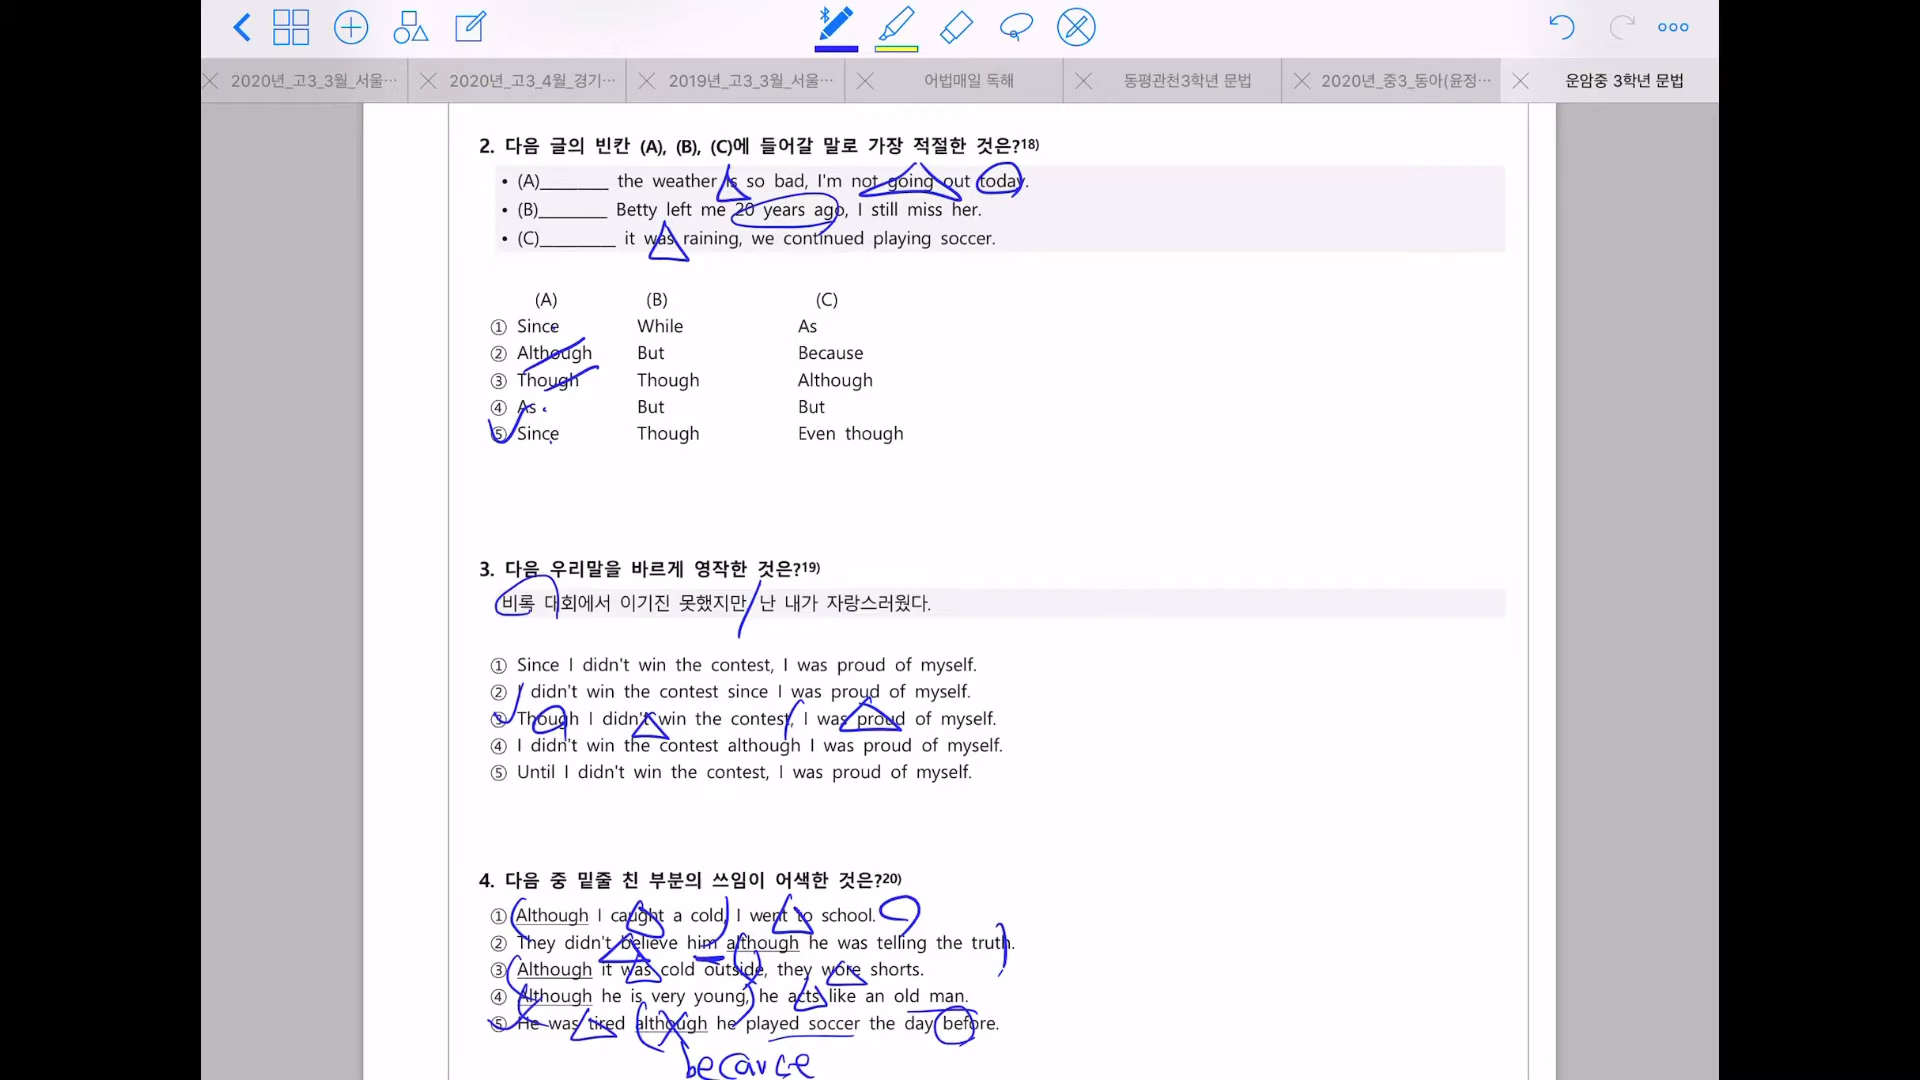 2020년_고3_3월_서울··· 2020년_고3_4월_경기··· 2019년_고3_3월_서울··· 어법매일 독해 동평관천3학년 문법 2020년_중3_동아(윤정··· 운암중 3학년 문법
2. 다음 글의 빈칸 (A), (B), (C)에 들어갈 말로 가장 적절한 것은?18)
• (A)________ the weather is so bad, I'm not going out today.
• (B)________ Betty left me 20 years ago, I still miss her.
• (C)_________ it was raining, we continued playing soccer.
(A) (B) (C)
① Since While As
② Although But Because
③ Though Though Although
④ As But But
⑤ Since Though Even though
3. 다음 우리말을 바르게 영작한 것은?19)
비록 대회에서 이기진 못했지만 난 내가 자랑스러웠다.
① Since I didn't win the contest, I was proud of myself.
② I didn't win the contest since I was proud of myself.
③ Though I didn't win the contest, I was proud of myself.
④ I didn't win the contest although I was proud of myself.
⑤ Until I didn't win the contest, I was proud of myself.
4. 다음 중 밑줄 친 부분의 쓰임이 어색한 것은?20)
① Although I caught a cold, I went to school.
② They didn't believe him although he was telling the truth.
③ Although it was cold outside, they wore shorts.
④ Although he is very young, he acts like an old man.
⑤ He was tired although he played soccer the day before.
because